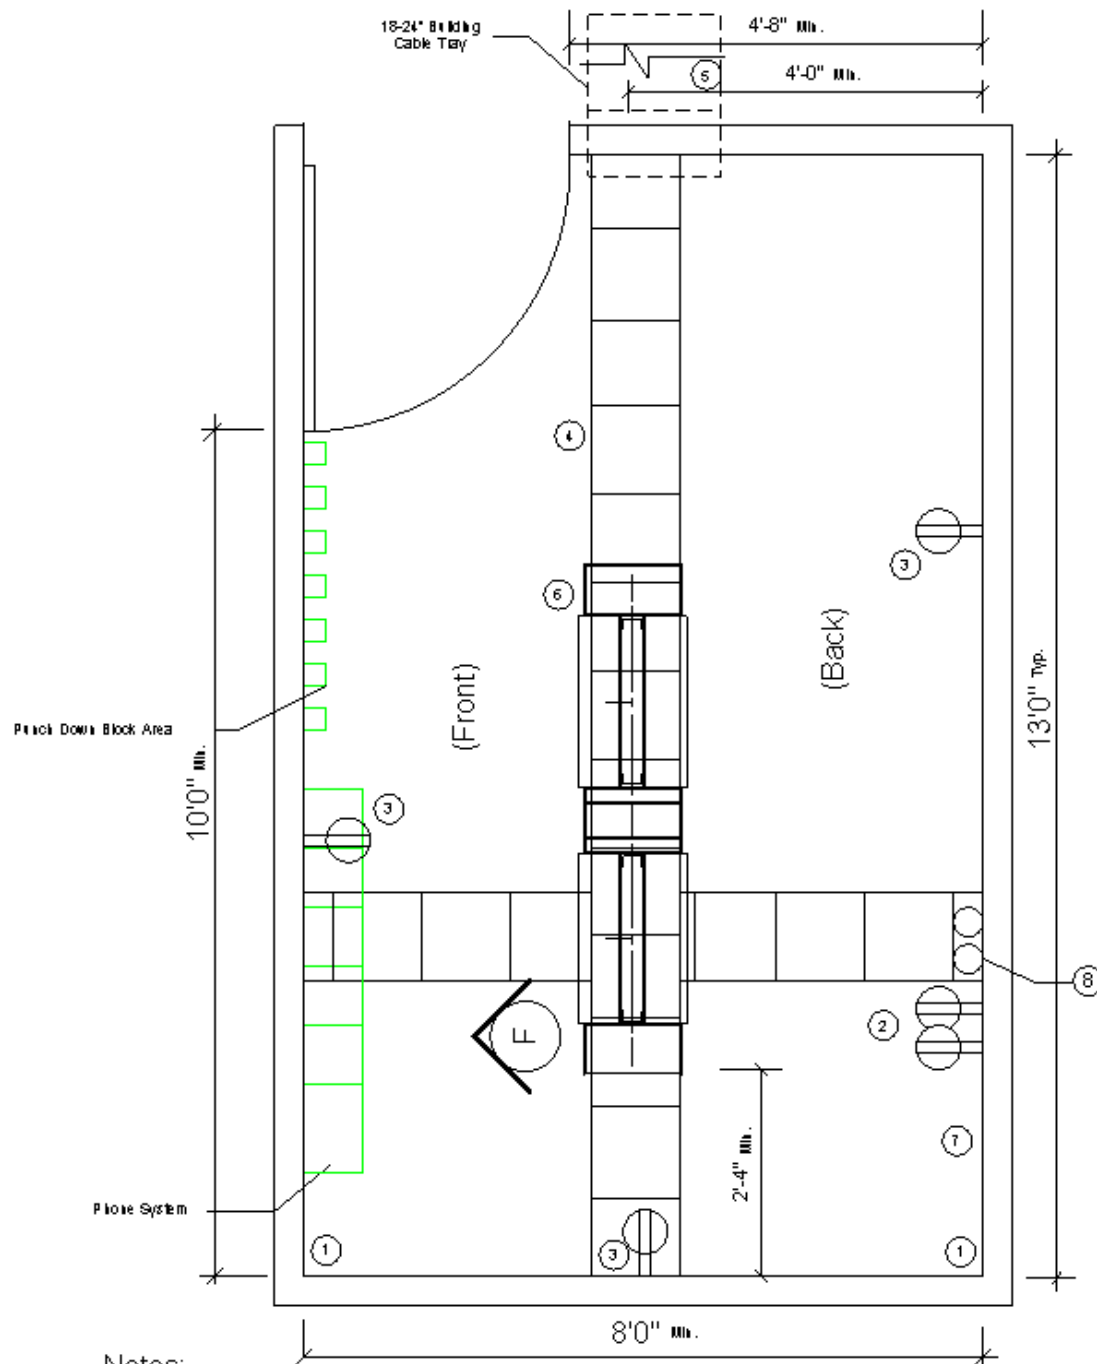 18-24" Building
Cable Tray
4'-8" Min.
5
4'-0" Min.
4
3
6
(Back)
(Front)
Punch Down Block Area
10'0" Min.
13'0" Typ.
3
8
2
F
2'-4" Min.
7
Phone System
1
3
1
8'0" Min.
Notes: